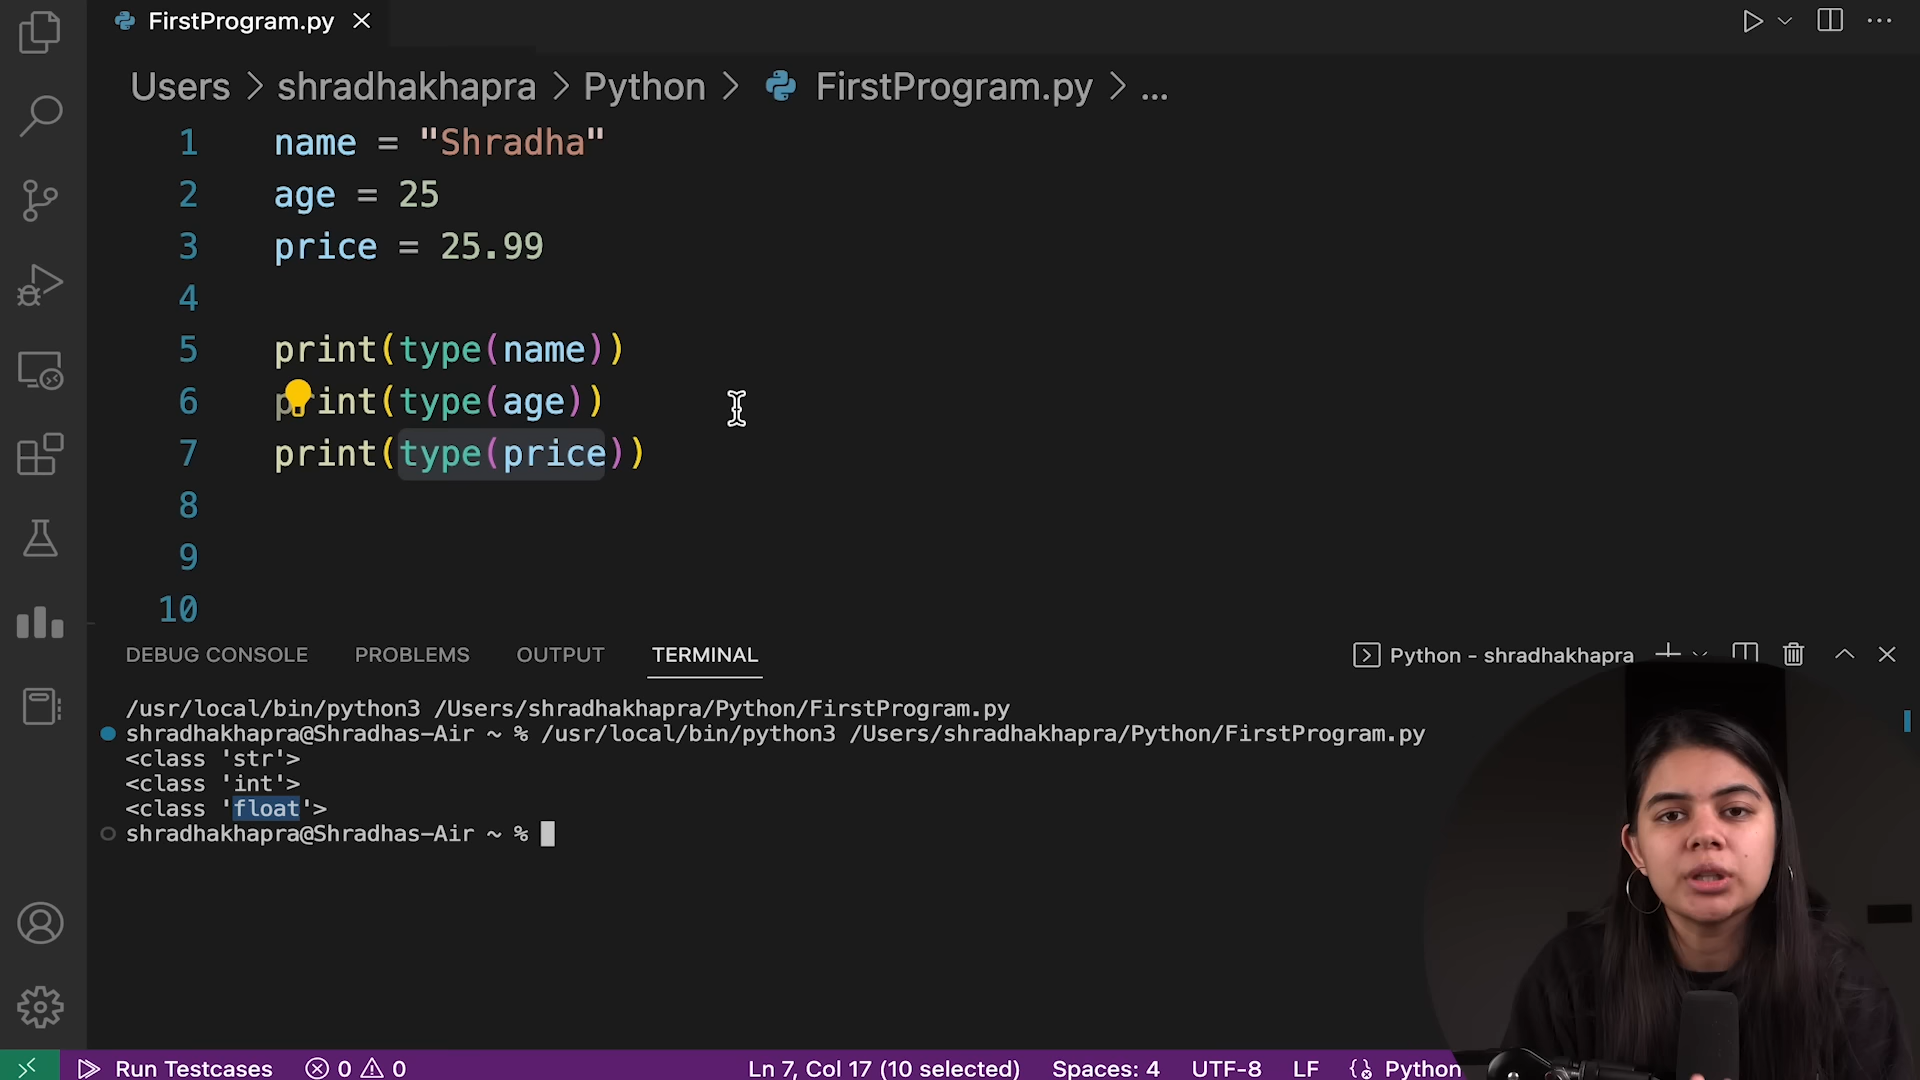 FirstProgram.py
Users > shradhakhapra > Python > FirstProgram.py > ...
1 name = "Shradha"
2 age = 25
3 price = 25.99
4
5 print(type(name))
6 print(type(age))
7 print(type(price))
8
9
10
DEBUG CONSOLE PROBLEMS OUTPUT TERMINAL Python - shradhakhapra
/usr/local/bin/python3 /Users/shradhakhapra/Python/FirstProgram.py
shradhakhapra@Shradhas-Air ~ % /usr/local/bin/python3 /Users/shradhakhapra/Python/FirstProgram.py
<class 'str'>
<class 'int'>
<class 'float'>
shradhakhapra@Shradhas-Air ~ %
Run Testcases 0 0 Ln 7, Col 17 (10 selected) Spaces: 4 UTF-8 LF Python